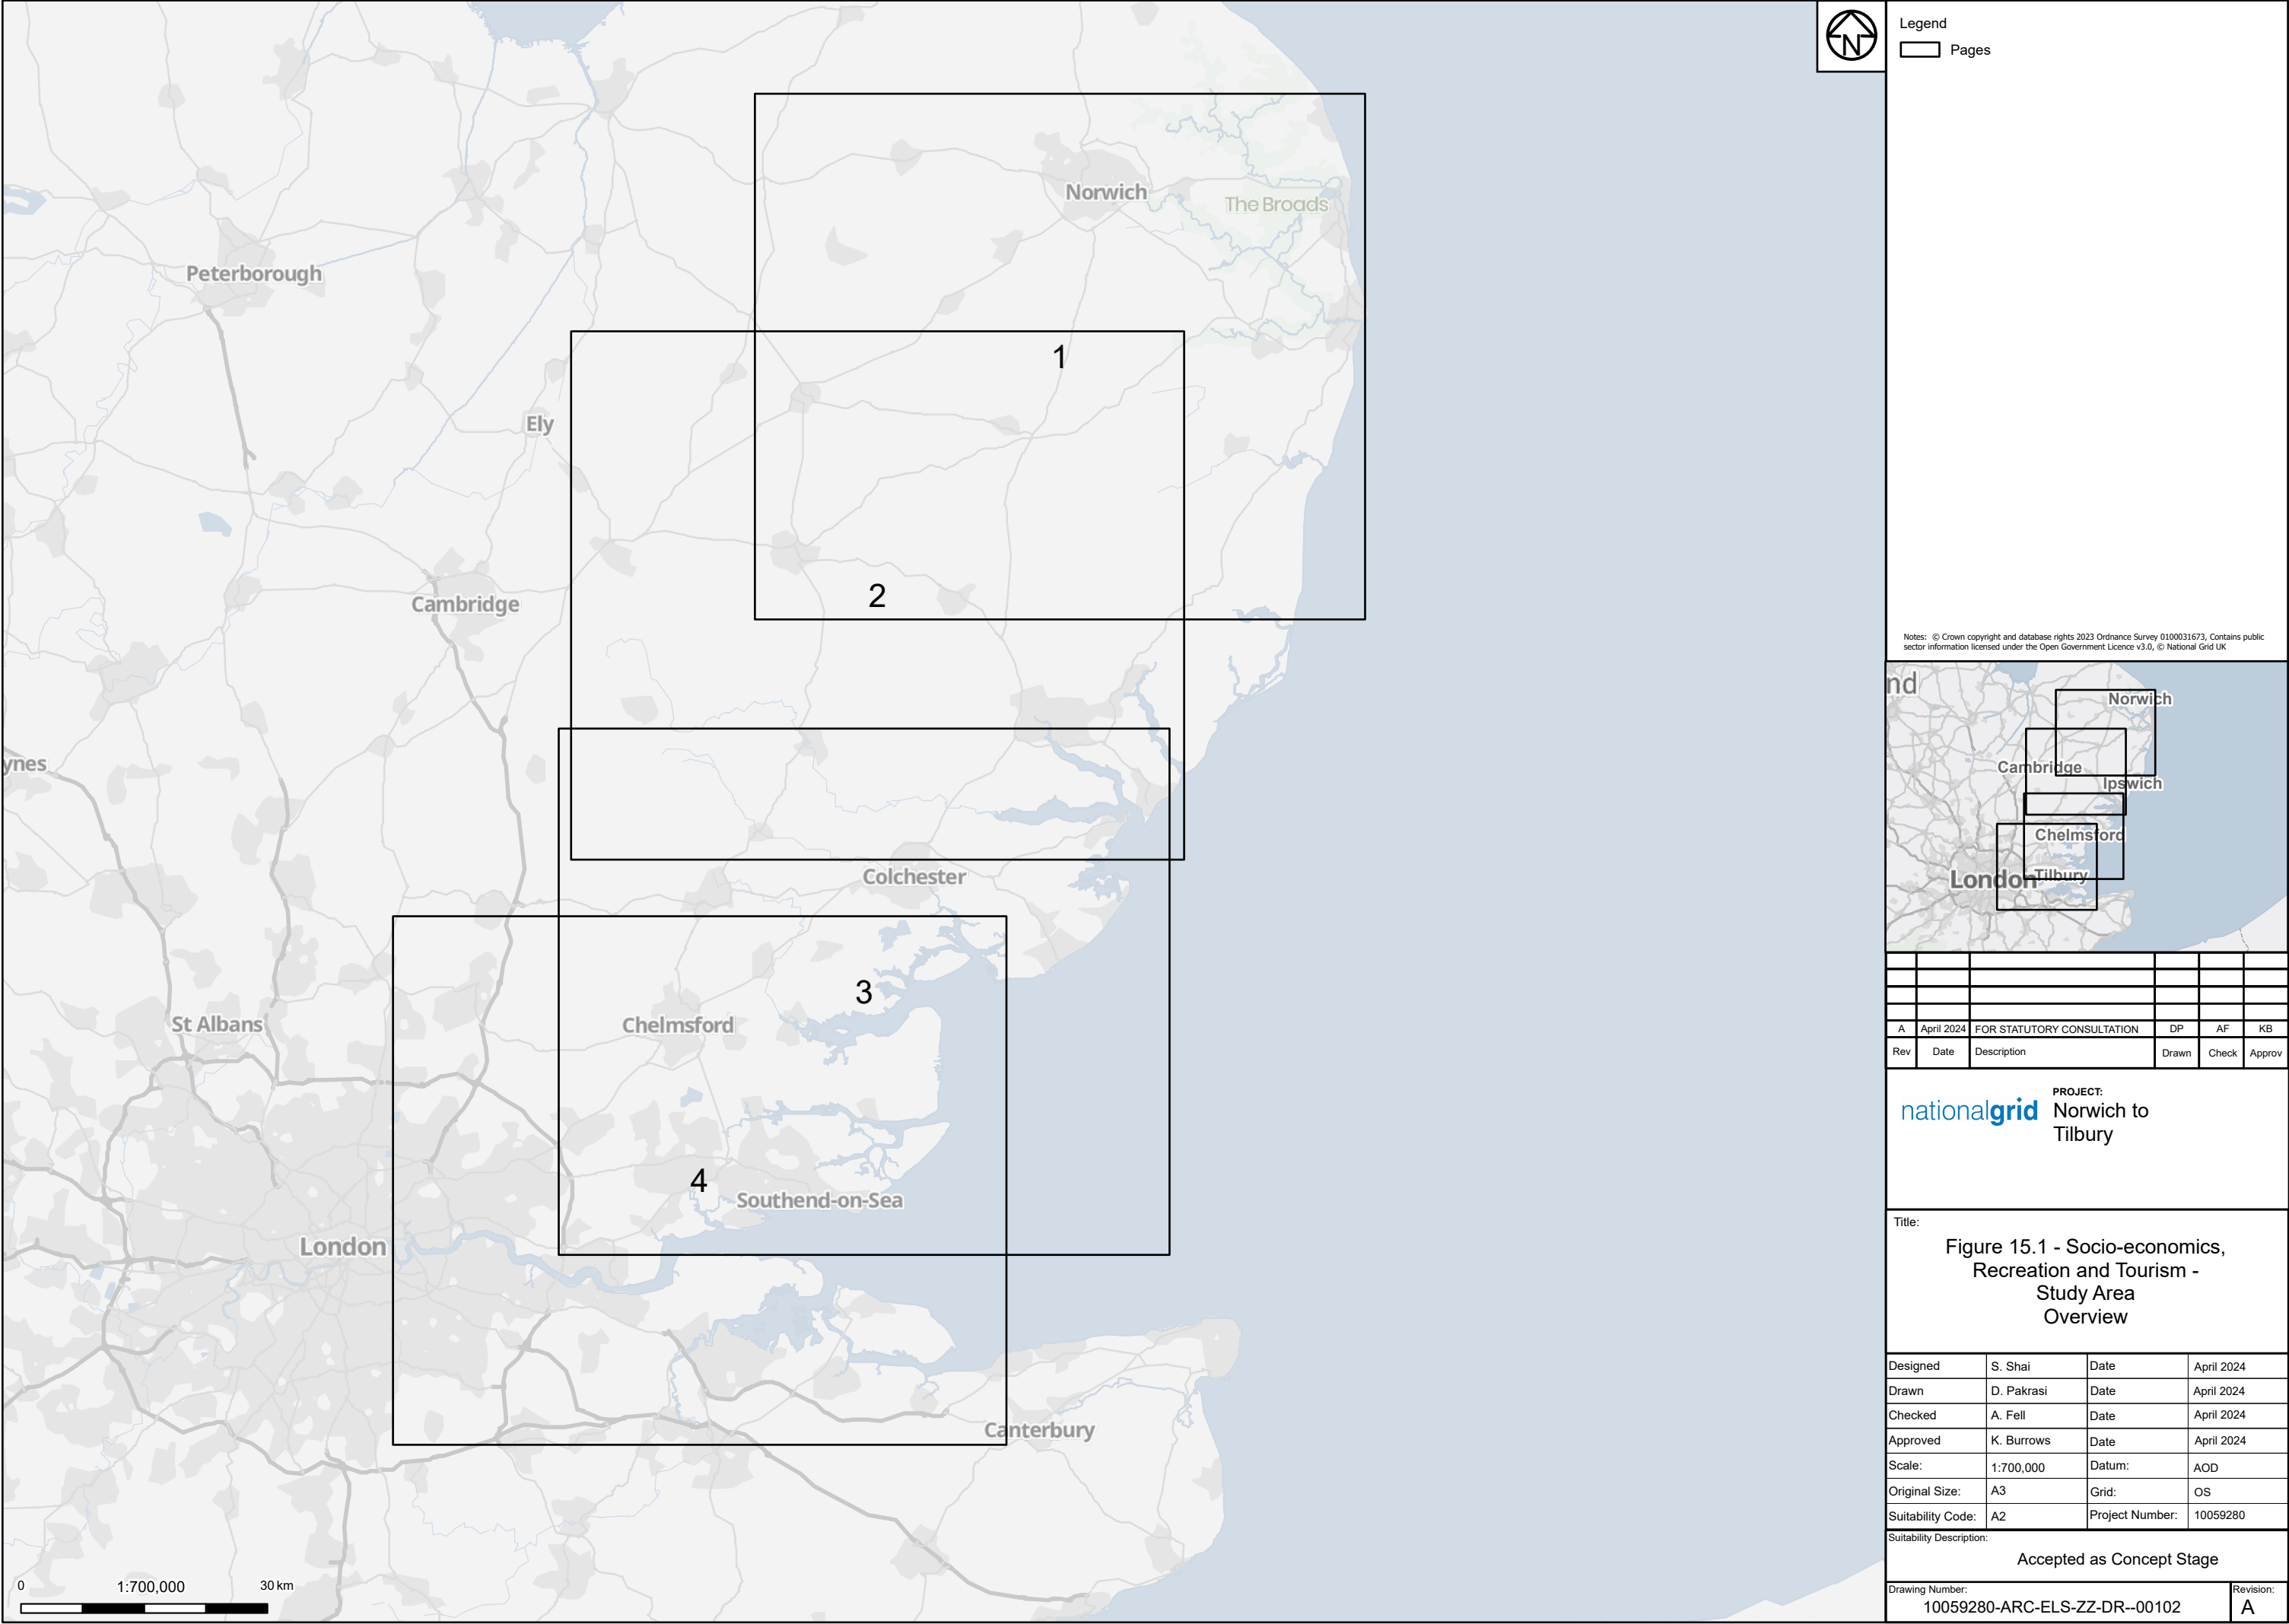 N
Norwich
The Broads
Peterborough
1
Ely
2
Cambridge
ynes
Colchester
3
St Albans
Chelmsford
4
Southend-on-Sea
London
Canterbury
0 1:700,000 30 km
Legend
Pages
Notes: © Crown copyright and database rights 2023 Ordnance Survey 0100031673, Contains public
sector information licensed under the Open Government Licence v3.0, © National Grid UK
nd
Norwich
Cambridge
Ipswich
Chelmsford
London
Tilbury
A April 2024 FOR STATUTORY CONSULTATION DP AF KB
Rev Date Description Drawn Check Approv
nationalgrid
PROJECT:
Norwich to
Tilbury
Title:
Figure 15.1 - Socio-economics,
Recreation and Tourism -
Study Area
Overview
Designed S. Shai Date April 2024
Drawn D. Pakrasi Date April 2024
Checked A. Fell Date April 2024
Approved K. Burrows Date April 2024
Scale: 1:700,000 Datum: AOD
Original Size: A3 Grid: OS
Suitability Code: A2 Project Number: 10059280
Suitability Description:
Accepted as Concept Stage
Drawing Number: Revision:
10059280-ARC-ELS-ZZ-DR--00102 A